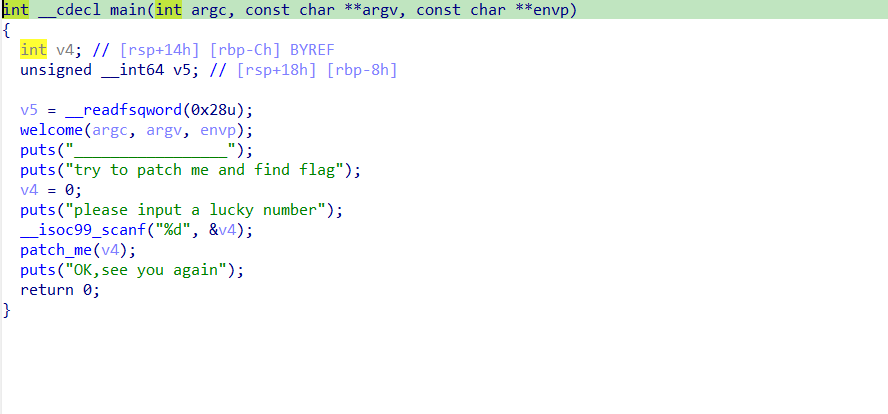 int __cdecl main(int argc, const char **argv, const char **envp)
{
  int v4; // [rsp+14h] [rbp-Ch] BYREF
  unsigned __int64 v5; // [rsp+18h] [rbp-8h]

  v5 = __readfsqword(0x28u);
  welcome(argc, argv, envp);
  puts("_________________");
  puts("try to patch me and find flag");
  v4 = 0;
  puts("please input a lucky number");
  __isoc99_scanf("%d", &v4);
  patch_me(v4);
  puts("OK,see you again");
  return 0;
}